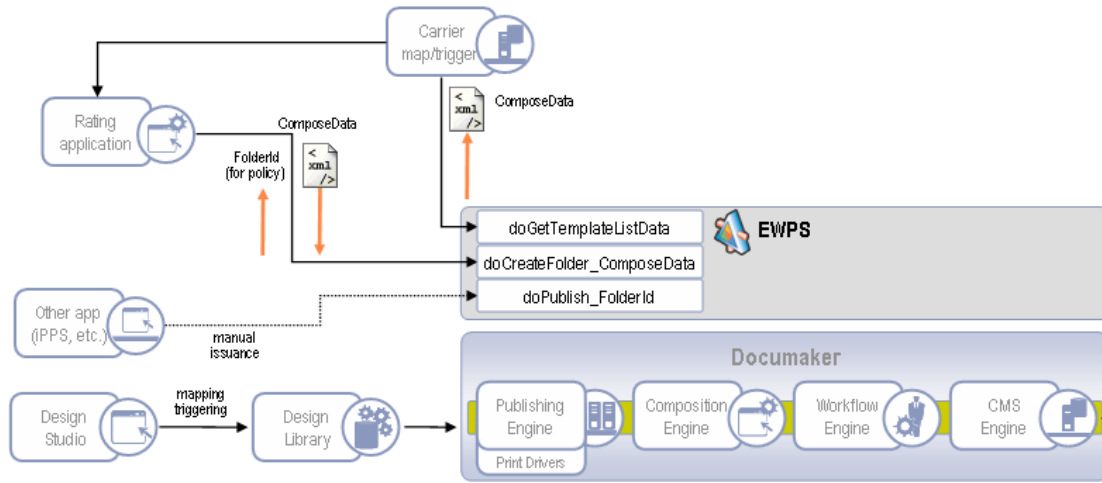 Carrier
map/trigger
< xml />
ComposeData
Rating
application
ComposeData
FolderId
(for policy)
< xml />
doGetTemplateListData
EWPS
doCreateFolder_ComposeData
doPublish_FolderId
Other app
(iPPS, etc.)
manual
issuance
Documaker
mapping
triggering
Design
Studio
Design
Library
Publishing
Engine
Print Drivers
Composition
Engine
Workflow
Engine
CMS
Engine